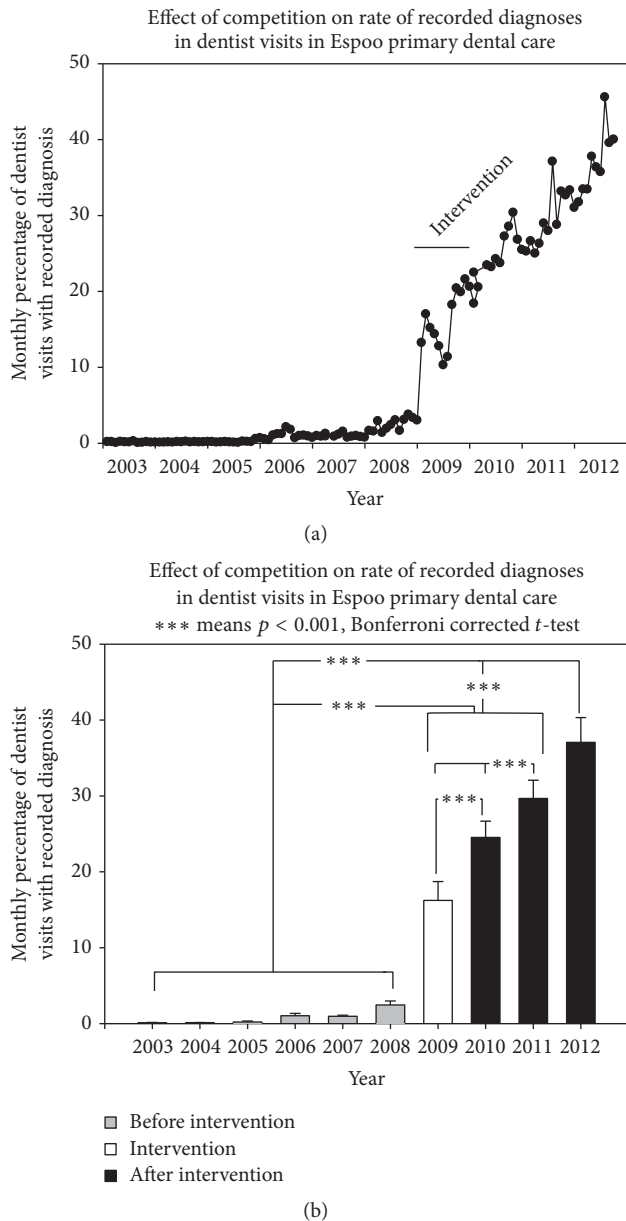 Effect of competition on rate of recorded diagnoses
in dentist visits in Espoo primary dental care
Monthly percentage of dentist
visits with recorded diagnosis
50
40
30
20
10
0
Intervention
2003 2004 2005 2006 2007 2008 2009 2010 2011 2012
Year
(a)
Effect of competition on rate of recorded diagnoses
in dentist visits in Espoo primary dental care
*** means p < 0.001, Bonferroni corrected t-test
Monthly percentage of dentist
visits with recorded diagnosis
50
40
30
20
10
0
***
***
***
***
***
2003 2004 2005 2006 2007 2008 2009 2010 2011 2012
Year
Before intervention
Intervention
After intervention
(b)